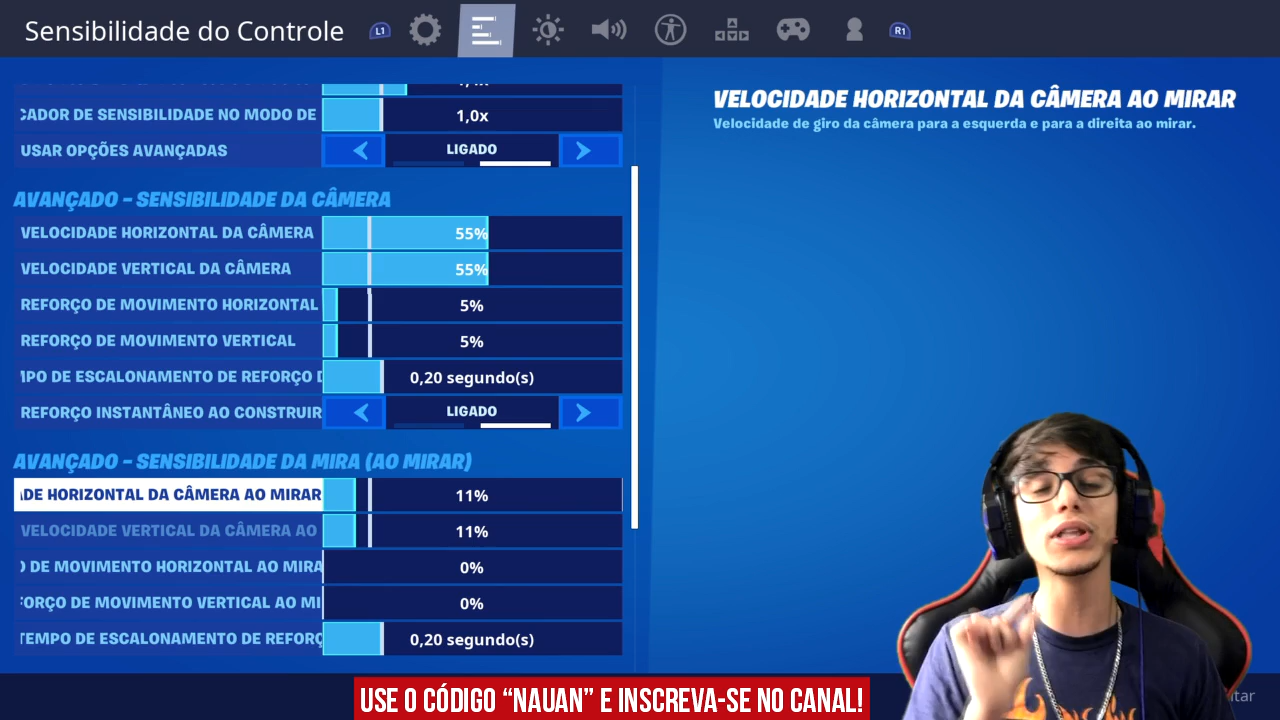 Sensibilidade do Controle
L1
R1
CADOR DE SENSIBILIDADE NO MODO DE
1,0x
USAR OPÇÕES AVANÇADAS
LIGADO
AVANÇADO – SENSIBILIDADE DA CÂMERA
VELOCIDADE HORIZONTAL DA CÂMERA
55%
VELOCIDADE VERTICAL DA CÂMERA
55%
REFORÇO DE MOVIMENTO HORIZONTAL
5%
REFORÇO DE MOVIMENTO VERTICAL
5%
MPO DE ESCALONAMENTO DE REFORÇO D
0,20 segundo(s)
REFORÇO INSTANTÂNEO AO CONSTRUIR
LIGADO
AVANÇADO – SENSIBILIDADE DA MIRA (AO MIRAR)
ADE HORIZONTAL DA CÂMERA AO MIRAR
11%
VELOCIDADE VERTICAL DA CÂMERA AO
11%
O DE MOVIMENTO HORIZONTAL AO MIRA
0%
FORÇO DE MOVIMENTO VERTICAL AO MI
0%
TEMPO DE ESCALONAMENTO DE REFORÇ
0,20 segundo(s)
VELOCIDADE HORIZONTAL DA CÂMERA AO MIRAR
Velocidade de giro da câmera para a esquerda e para a direita ao mirar.
USE O CÓDIGO “NAUAN” E INSCREVA-SE NO CANAL!